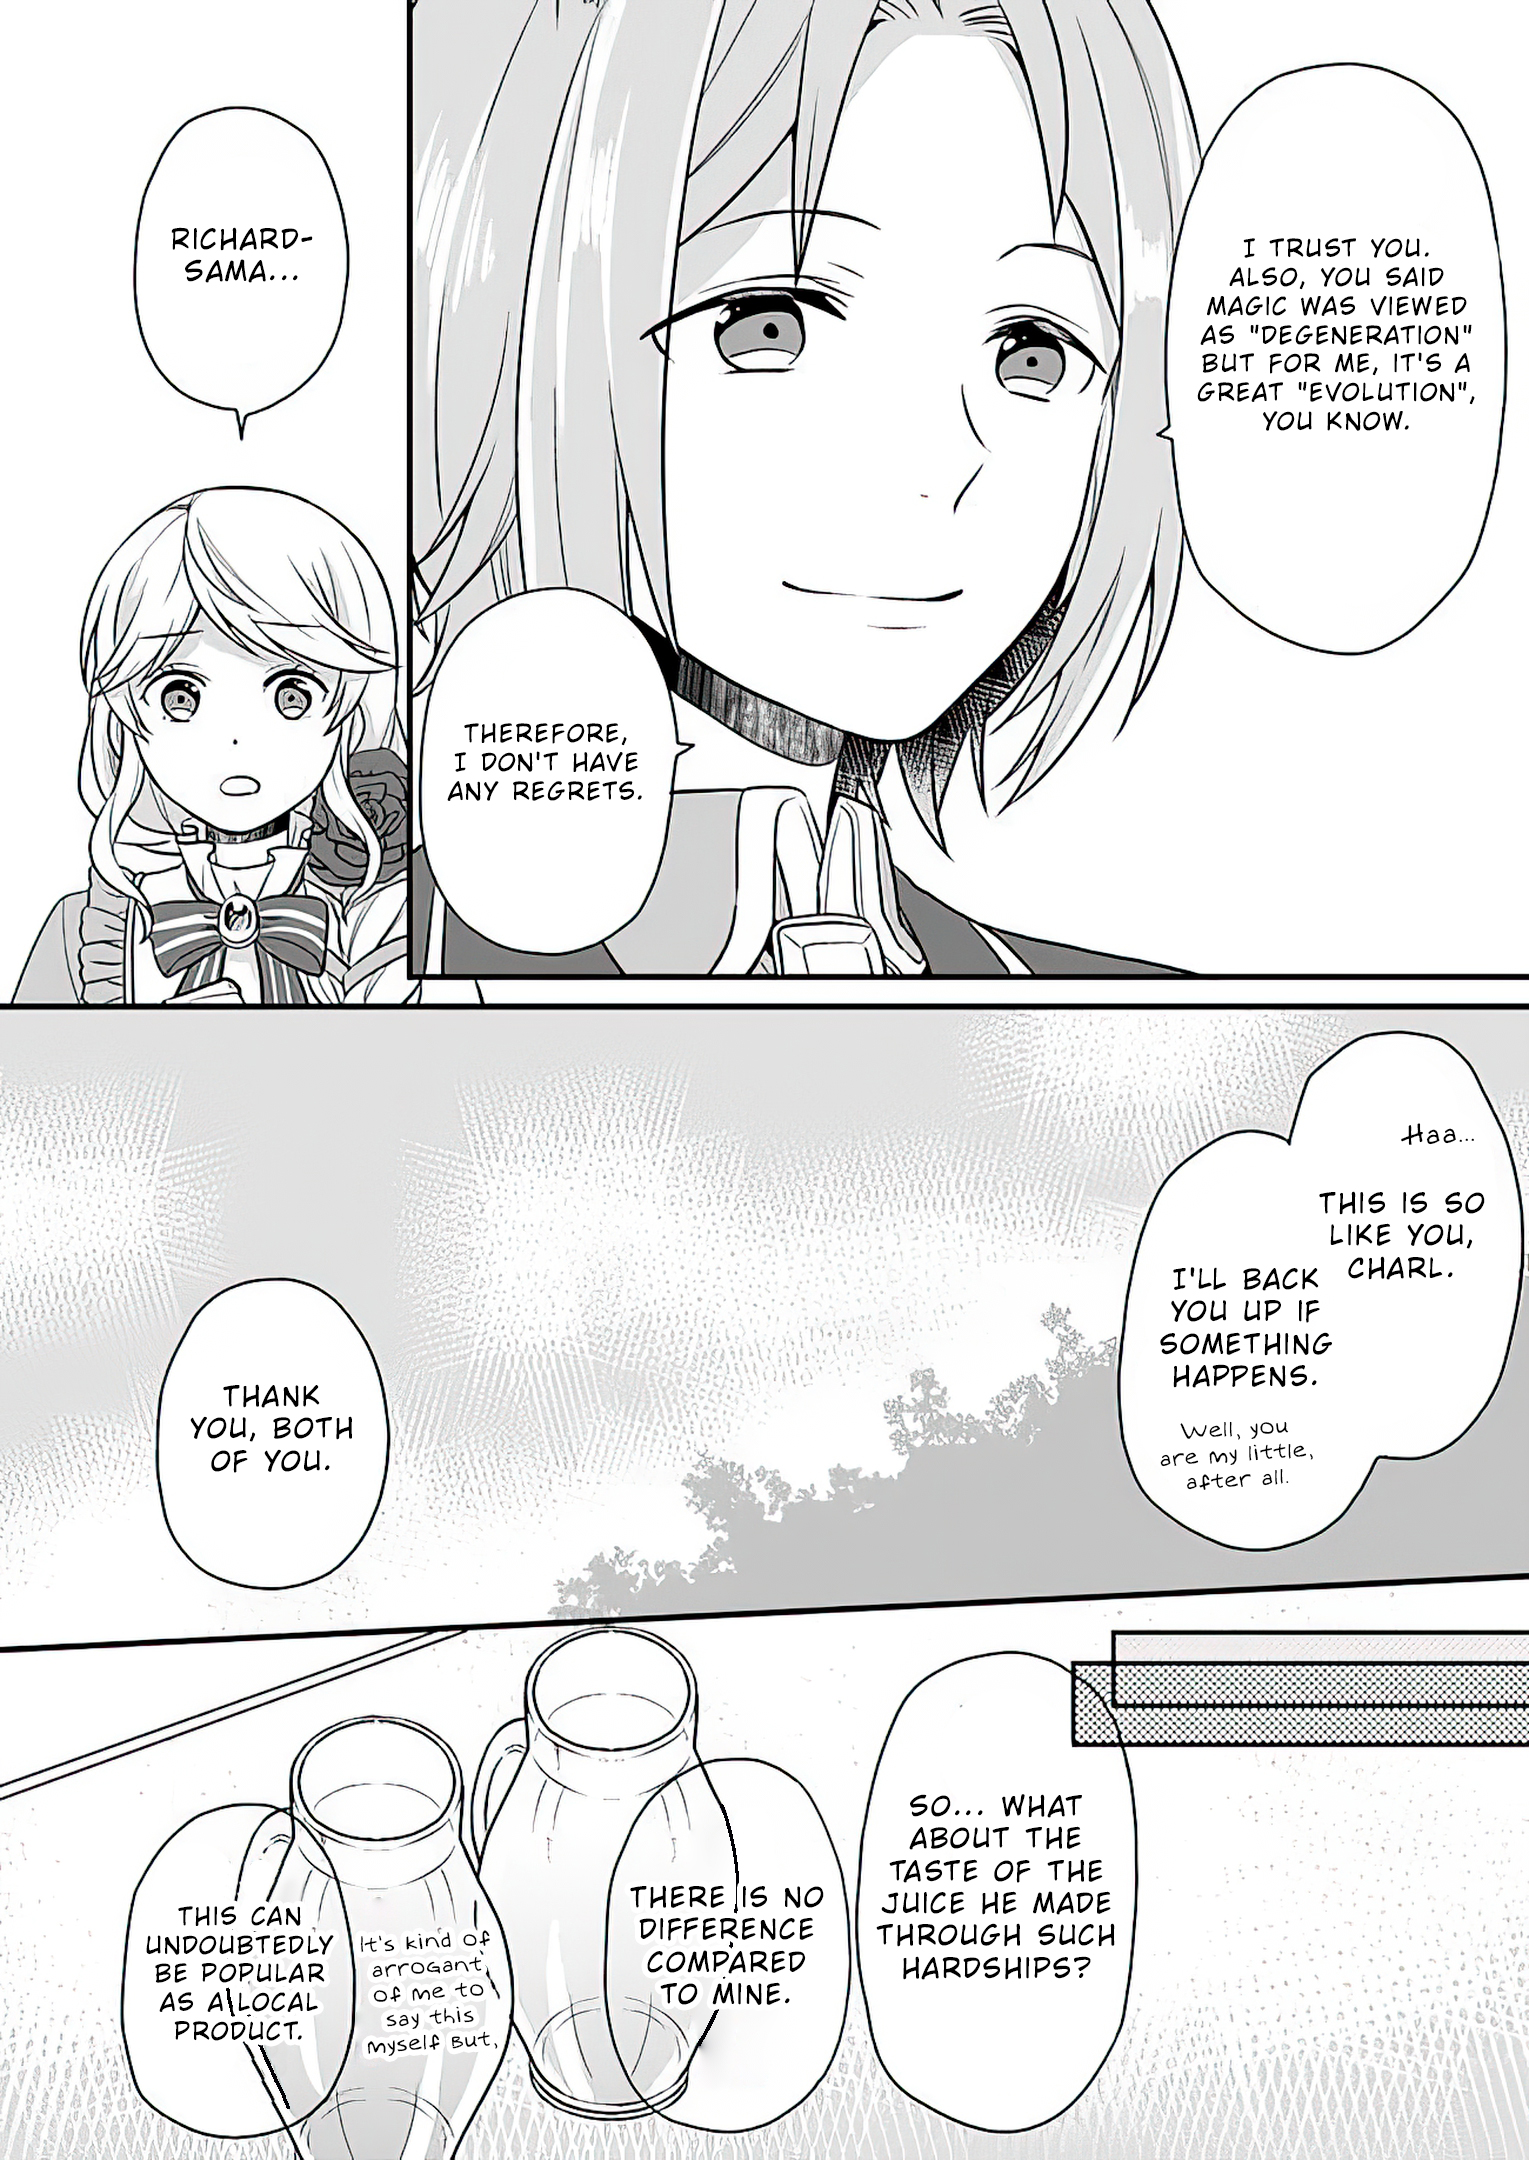 I TRUST YOU.
ALSO, YOU SAID
MAGIC WAS VIEWED
AS "DEGENERATION"
BUT FOR ME, IT'S A
GREAT "EVOLUTION",
YOU KNOW.
THEREFORE,
I DON'T HAVE
ANY REGRETS.
RICHARD-
SAMA...
Haa...
THIS IS SO
LIKE YOU,
CHARL.
I'LL BACK
YOU UP IF
SOMETHING
HAPPENS.
Well, you
are my little,
after all.
THANK
YOU, BOTH
OF YOU.
SO... WHAT
ABOUT THE
TASTE OF THE
JUICE HE MADE
THROUGH SUCH
HARDSHIPS?
THERE IS NO
DIFFERENCE
COMPARED
TO MINE.
It's kind of
arrogant
of me to
say this
myself but,
THIS CAN
UNDOUBTEDLY
BE POPULAR
AS A LOCAL
PRODUCT.